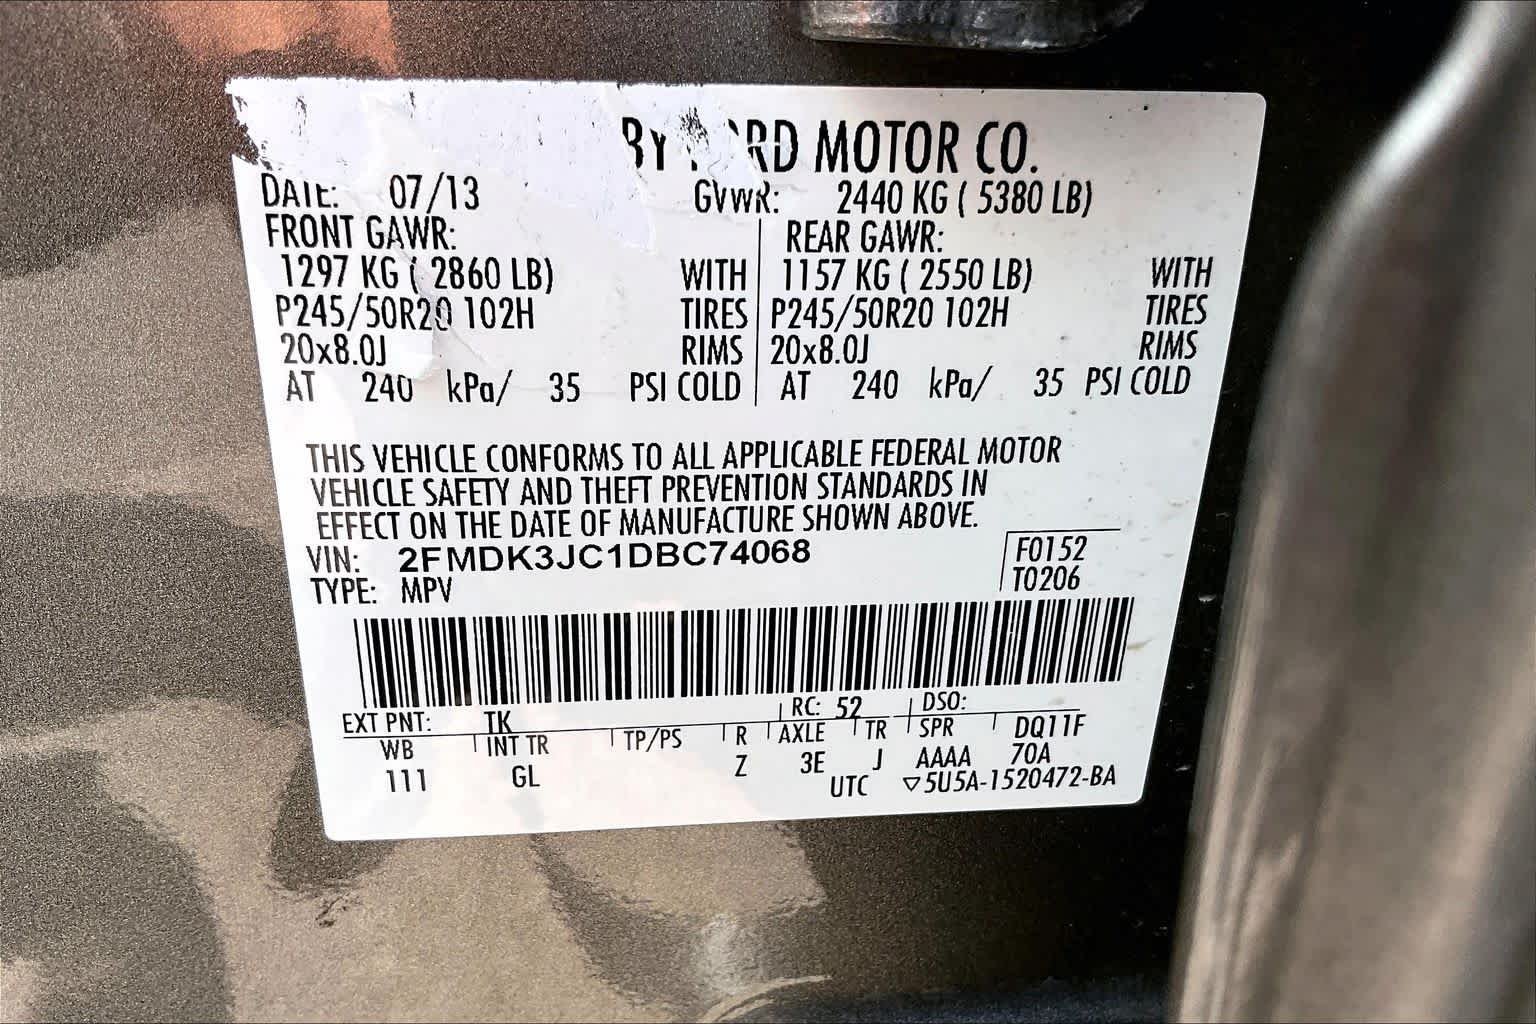 BY FORD MOTOR CO.
DATE: 07/13 GVWR: 2440 KG ( 5380 LB)
FRONT GAWR: REAR GAWR:
1297 KG ( 2860 LB) WITH 1157 KG ( 2550 LB) WITH
P245/50R20 102H TIRES P245/50R20 102H TIRES
20x8.0J RIMS 20x8.0J RIMS
AT 240 kPa/ 35 PSI COLD AT 240 kPa/ 35 PSI COLD
THIS VEHICLE CONFORMS TO ALL APPLICABLE FEDERAL MOTOR
VEHICLE SAFETY AND THEFT PREVENTION STANDARDS IN
EFFECT ON THE DATE OF MANUFACTURE SHOWN ABOVE.
VIN: 2FMDK3JC1DBC74068 F0152
TYPE: MPV T0206
EXT PNT: TK RC: 52 DSO:
WB INT TR TP/PS R AXLE TR SPR DQ11F
111 GL Z 3E J AAAA 70A
UTC ▽5U5A-1520472-BA